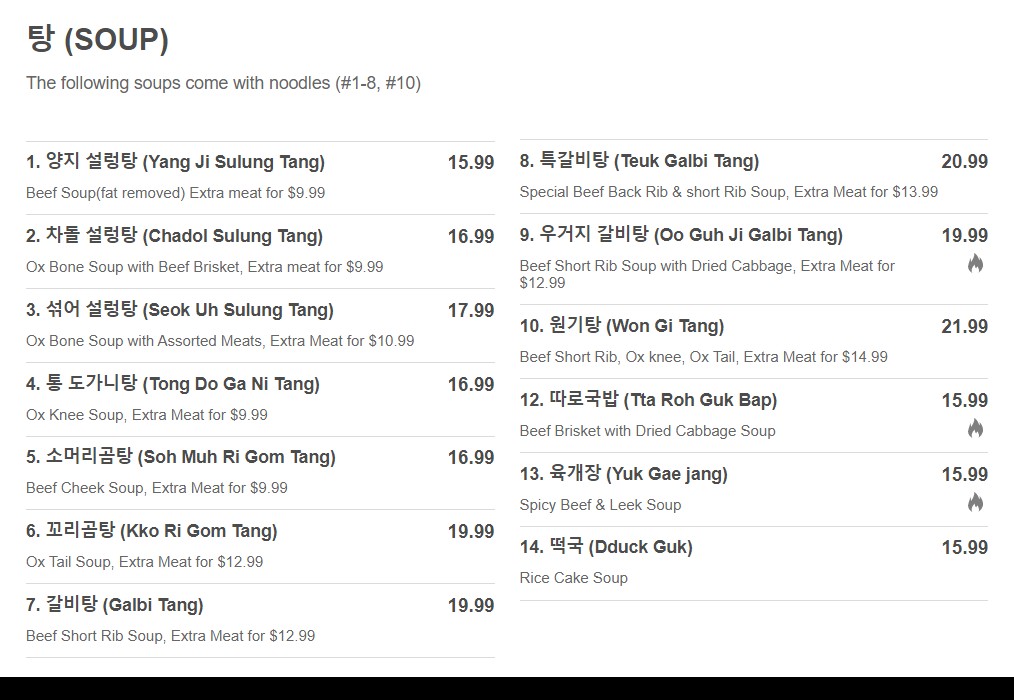 탕 (SOUP)
The following soups come with noodles (#1-8, #10)
1. 양지 설렁탕 (Yang Ji Sulung Tang) 15.99
Beef Soup(fat removed) Extra meat for $9.99
2. 차돌 설렁탕 (Chadol Sulung Tang) 16.99
Ox Bone Soup with Beef Brisket, Extra meat for $9.99
3. 섞어 설렁탕 (Seok Uh Sulung Tang) 17.99
Ox Bone Soup with Assorted Meats, Extra Meat for $10.99
4. 통 도가니탕 (Tong Do Ga Ni Tang) 16.99
Ox Knee Soup, Extra Meat for $9.99
5. 소머리곰탕 (Soh Muh Ri Gom Tang) 16.99
Beef Cheek Soup, Extra Meat for $9.99
6. 꼬리곰탕 (Kko Ri Gom Tang) 19.99
Ox Tail Soup, Extra Meat for $12.99
7. 갈비탕 (Galbi Tang) 19.99
Beef Short Rib Soup, Extra Meat for $12.99
8. 특갈비탕 (Teuk Galbi Tang) 20.99
Special Beef Back Rib & short Rib Soup, Extra Meat for $13.99
9. 우거지 갈비탕 (Oo Guh Ji Galbi Tang) 19.99
Beef Short Rib Soup with Dried Cabbage, Extra Meat for
$12.99
10. 원기탕 (Won Gi Tang) 21.99
Beef Short Rib, Ox knee, Ox Tail, Extra Meat for $14.99
12. 따로국밥 (Tta Roh Guk Bap) 15.99
Beef Brisket with Dried Cabbage Soup
13. 육개장 (Yuk Gae jang) 15.99
Spicy Beef & Leek Soup
14. 떡국 (Dduck Guk) 15.99
Rice Cake Soup